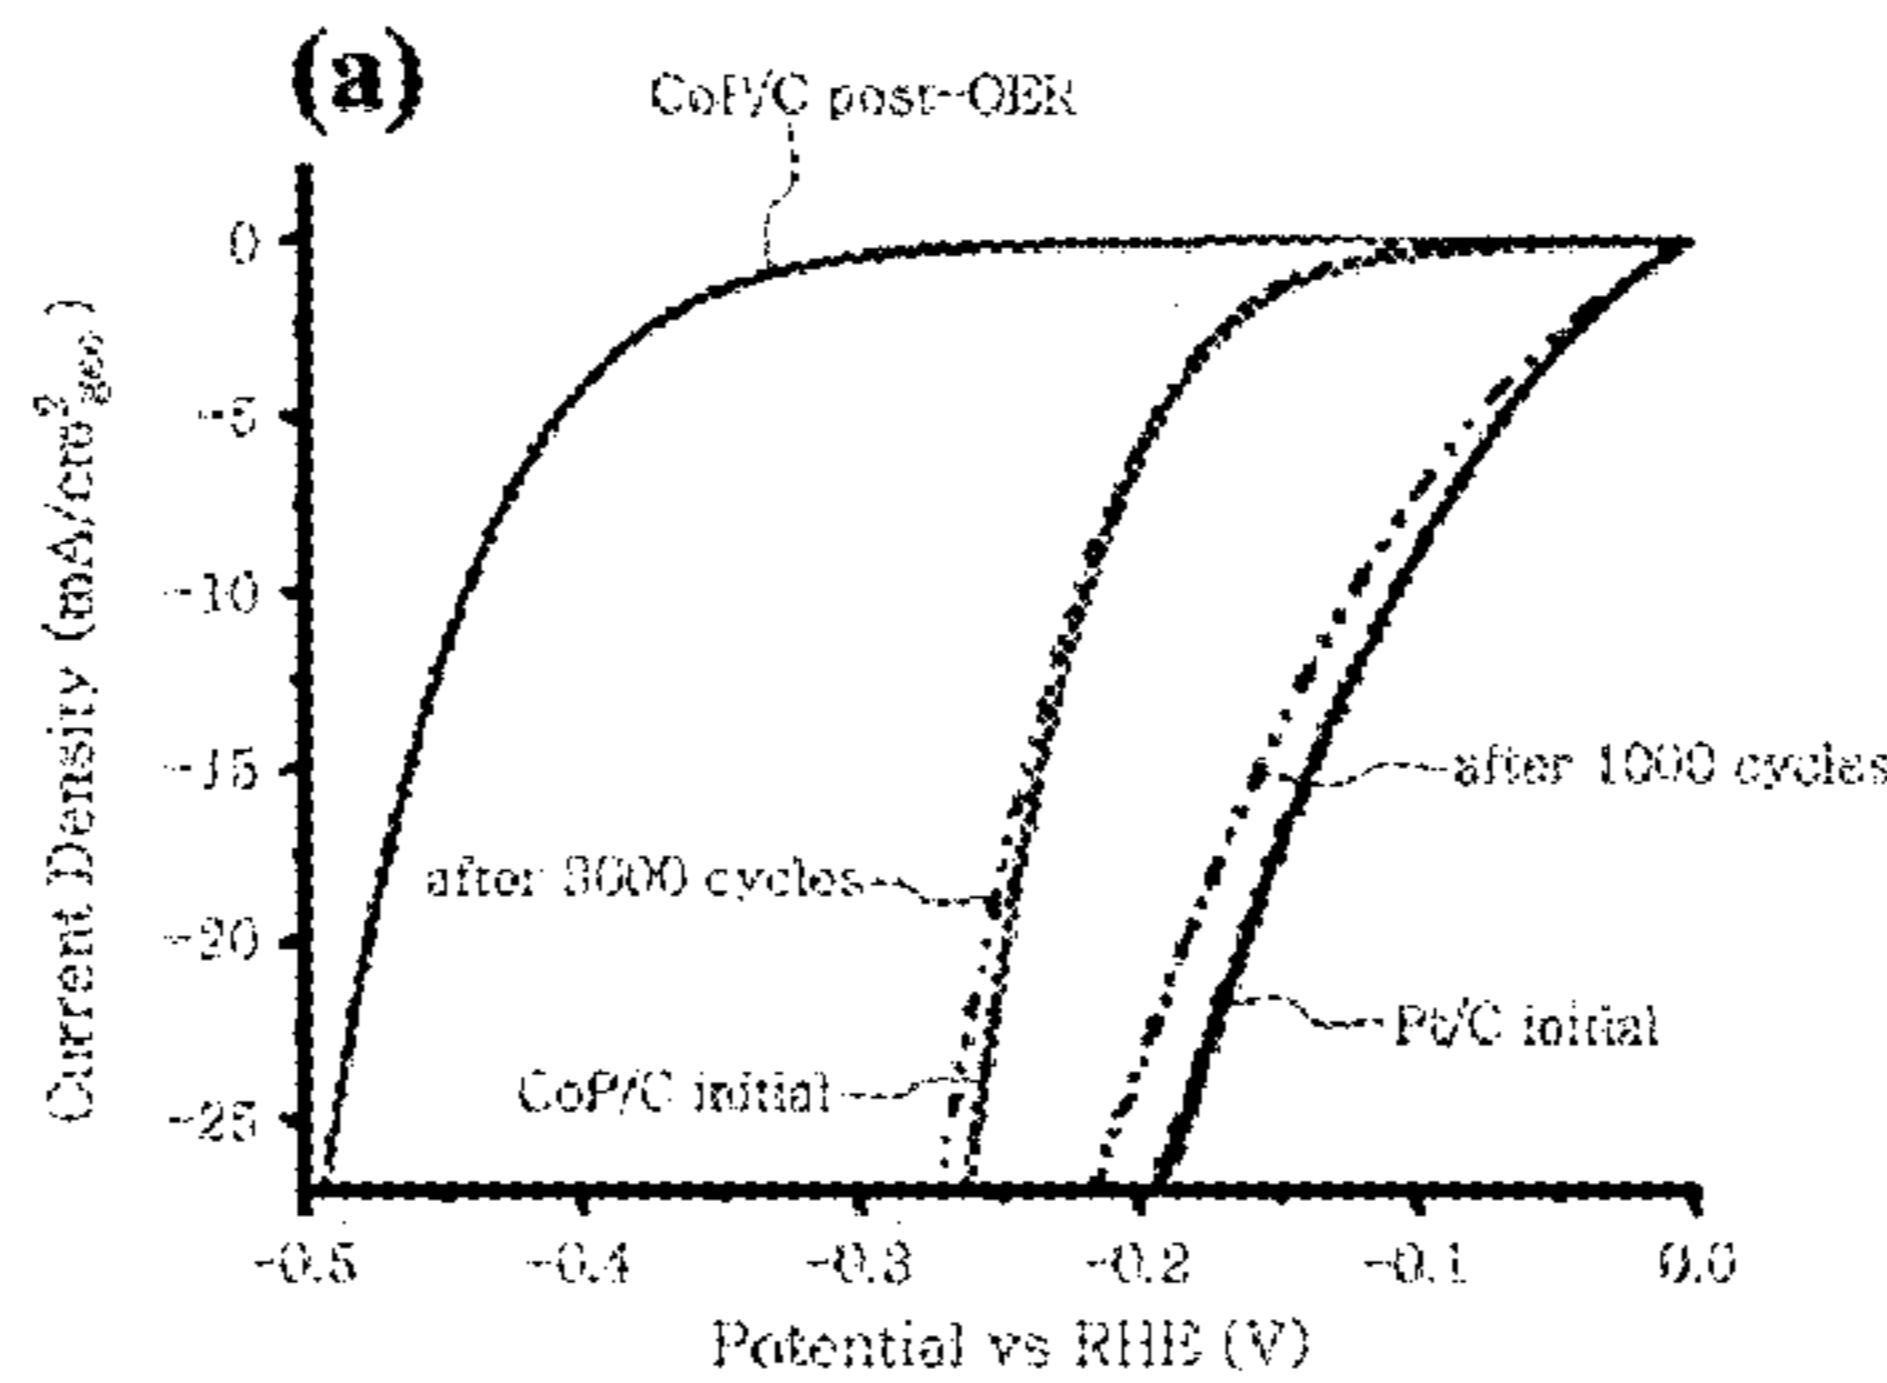 (a)
CoP/C post-OER
0
-5
-10
-15
-20
-25
Current Density (mA/cm²geo)
after 1000 cycles
after 3000 cycles
Pt/C initial
CoP/C initial
-0.5
-0.4
-0.3
-0.2
-0.1
0.0
Potential vs RHE (V)